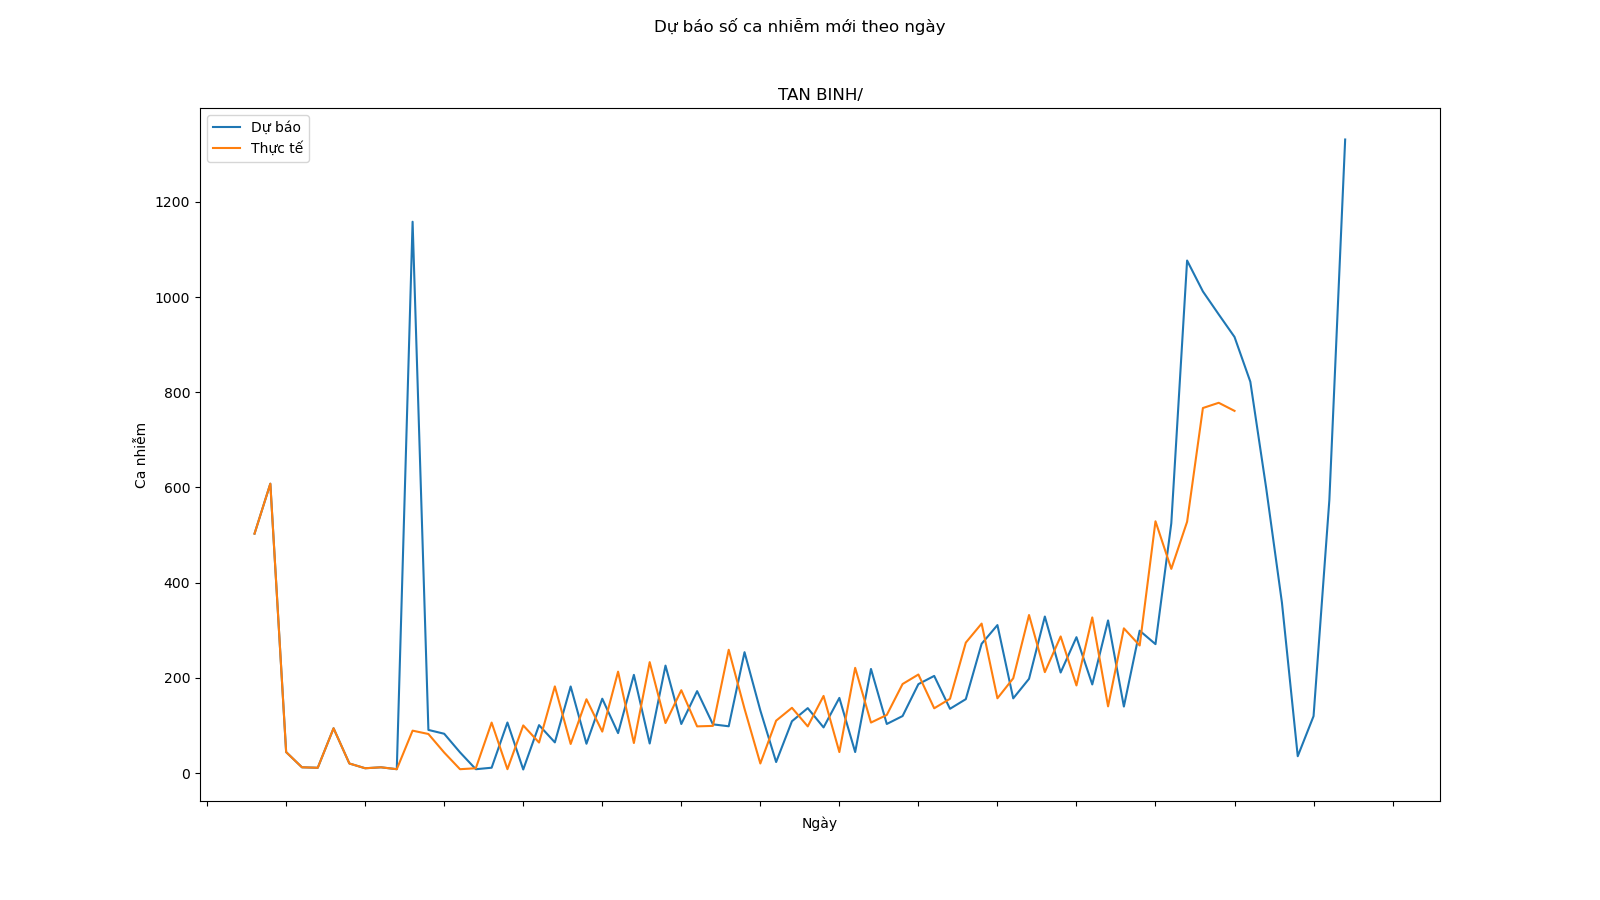 Dự báo số ca nhiễm mới theo ngày
TAN BINH/
Dự báo
Thực tế
1200
1000
800
600
400
200
0
Ca nhiễm
Ngày